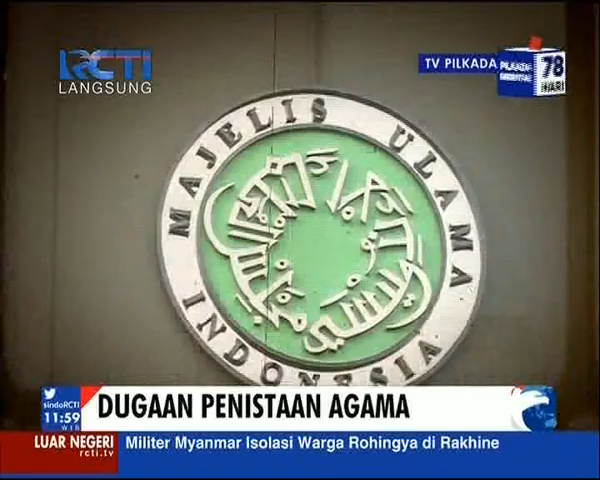 RCTI
LANGSUNG
TV PILKADA
78
HARI
MAJELIS ULAMA
INDONESIA
sindoRCTI
11:59
WIB
DUGAAN PENISTAAN AGAMA
LUAR NEGERI
rcti.tv
Militer Myanmar Isolasi Warga Rohingya di Rakhine